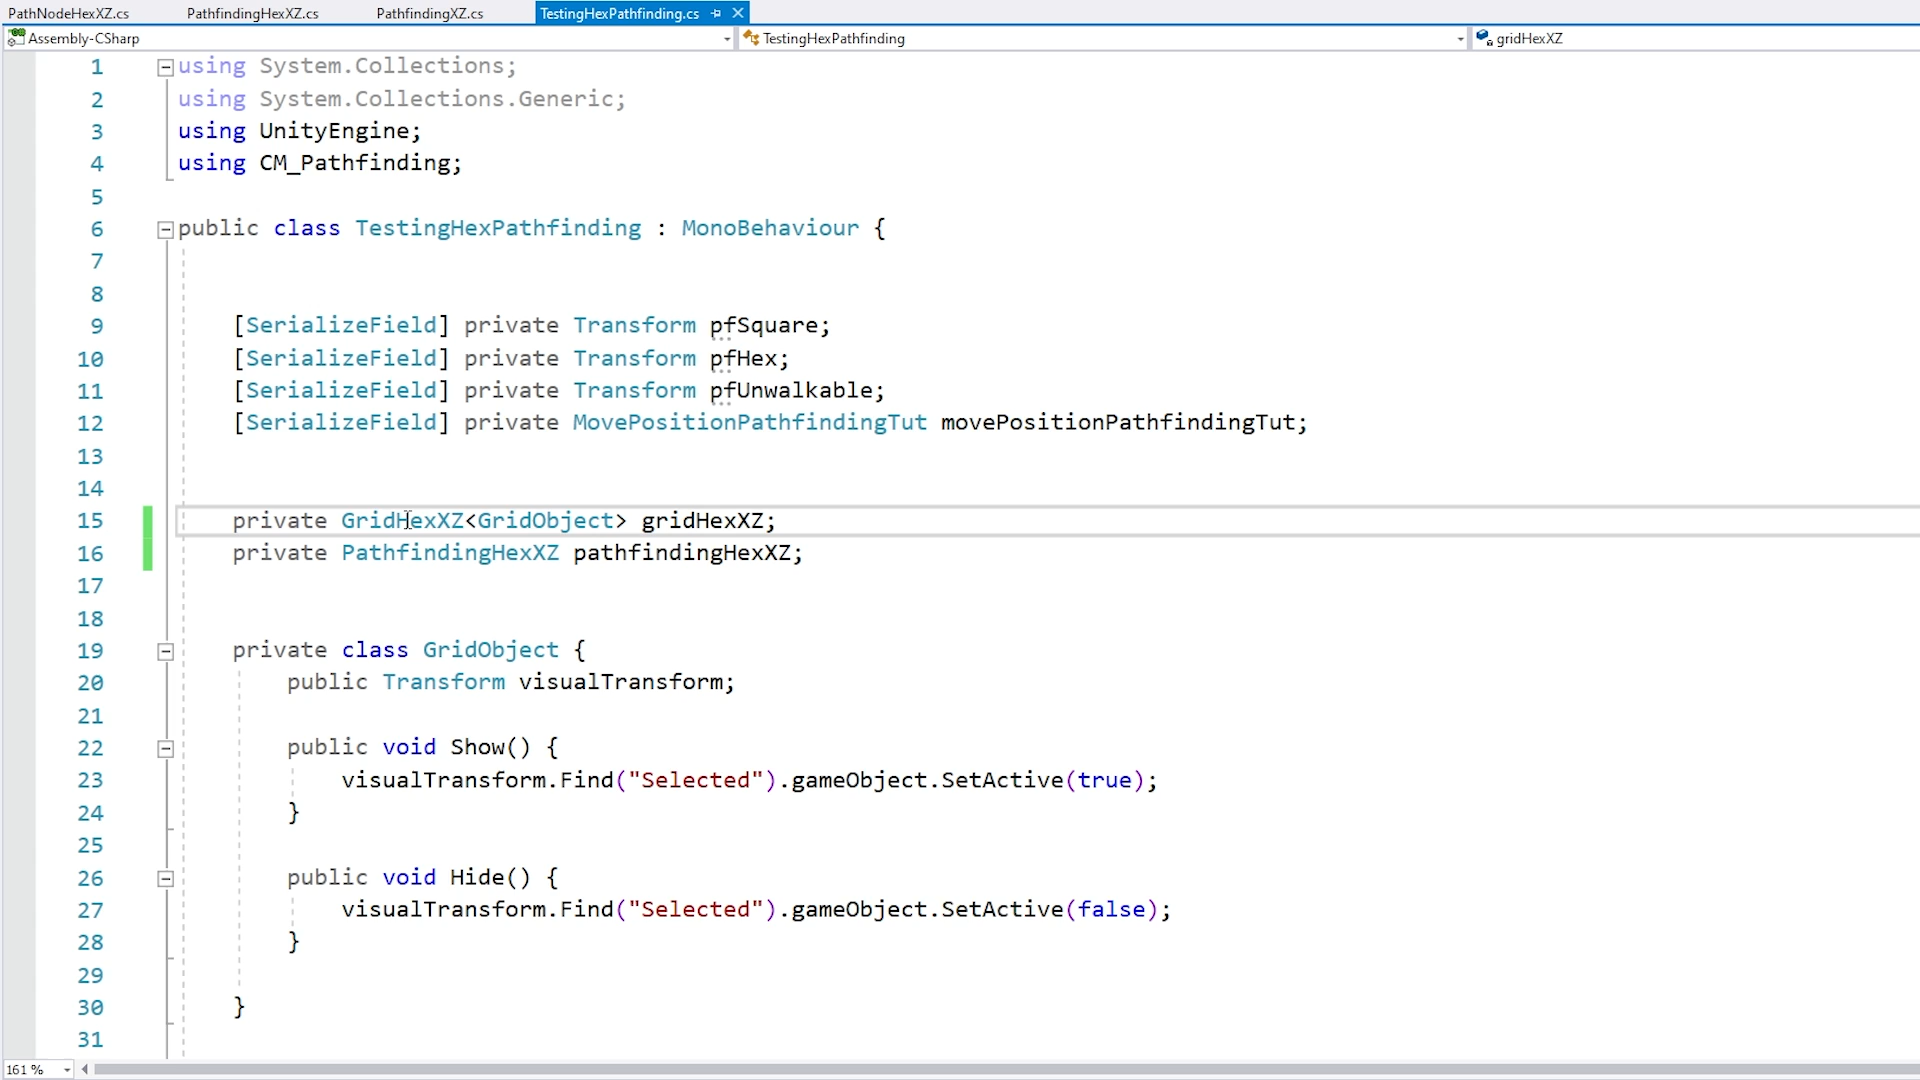 PathNodeHexXZ.cs PathfindingHexXZ.cs PathfindingXZ.cs TestingHexPathfinding.cs
Assembly-CSharp TestingHexPathfinding gridHexXZ
1 using System.Collections;
2 using System.Collections.Generic;
3 using UnityEngine;
4 using CM_Pathfinding;
5
6 public class TestingHexPathfinding : MonoBehaviour {
7
8
9 [SerializeField] private Transform pfSquare;
10 [SerializeField] private Transform pfHex;
11 [SerializeField] private Transform pfUnwalkable;
12 [SerializeField] private MovePositionPathfindingTut movePositionPathfindingTut;
13
14
15 private GridHexXZ<GridObject> gridHexXZ;
16 private PathfindingHexXZ pathfindingHexXZ;
17
18
19 private class GridObject {
20 public Transform visualTransform;
21
22 public void Show() {
23 visualTransform.Find("Selected").gameObject.SetActive(true);
24 }
25
26 public void Hide() {
27 visualTransform.Find("Selected").gameObject.SetActive(false);
28 }
29
30 }
31
161 %